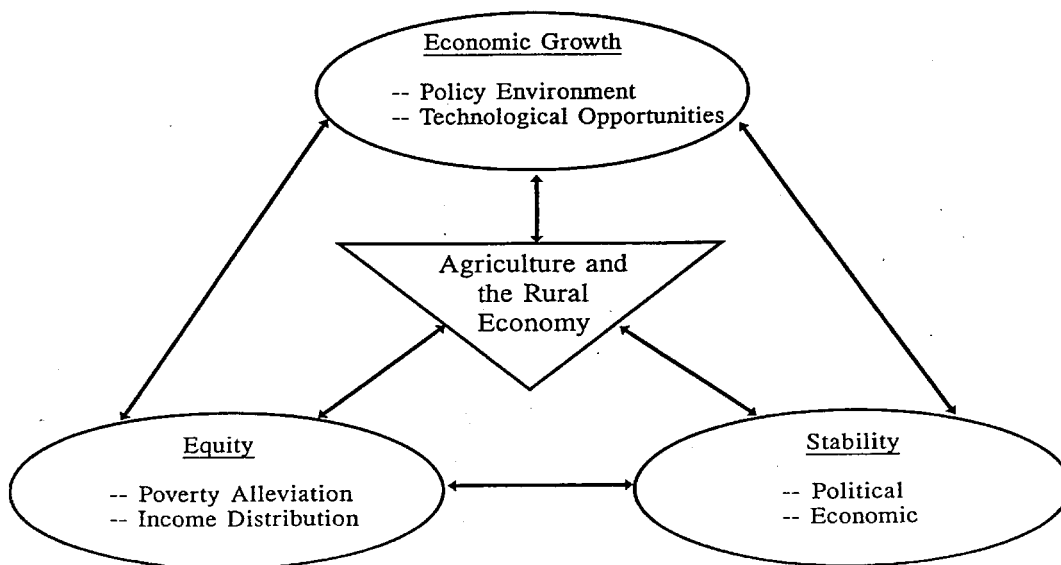 Economic Growth
-- Policy Environment
-- Technological Opportunities
Agriculture and
the Rural
Economy
Equity
-- Poverty Alleviation
-- Income Distribution
Stability
-- Political
-- Economic